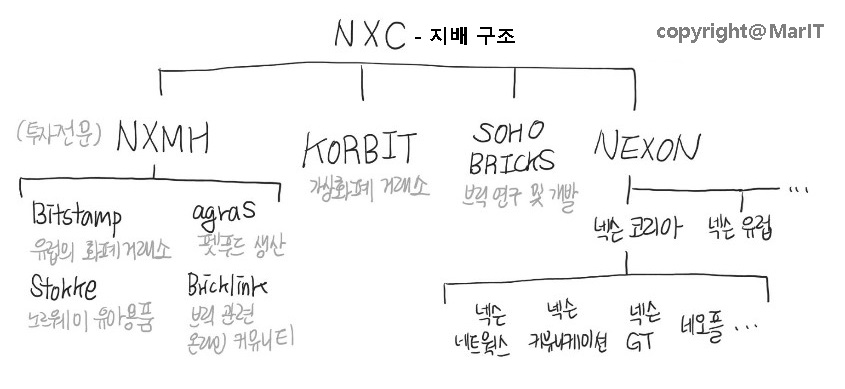 NXC - 지배 구조
copyright@MarIT
(투자전문) NXMH
KORBIT
가상화폐 거래소
SOHO
BRICKS
브릭 연구 및 개발
NEXON
Bitstamp
유럽의 화폐거래소
agras
펫푸드 생산
Stokke
노르웨이 유아용품
Bricklink
브릭 관련
온라인 커뮤니티
넥슨 코리아
넥슨 유럽
...
넥슨
네트웍스
넥슨
커뮤니케이션
넥슨
GT
네오플 ...